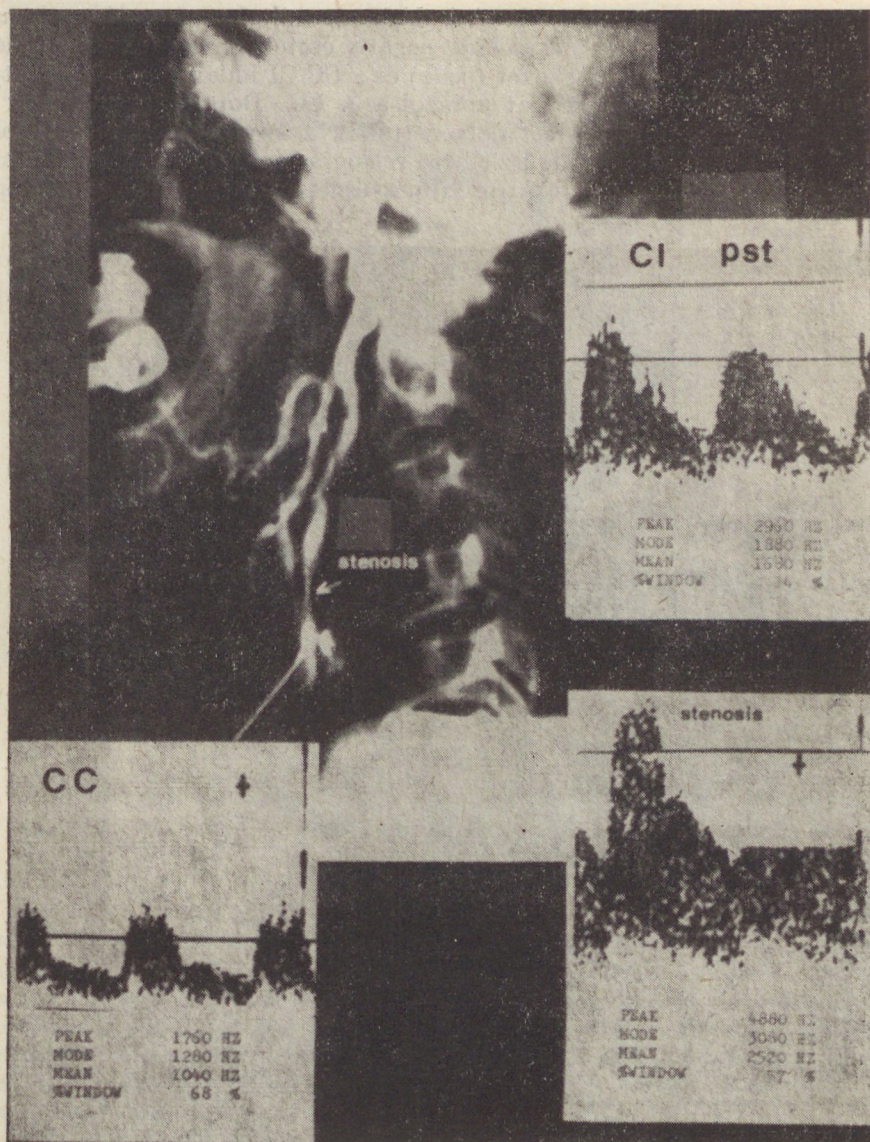 CI pst
PEAK 2960 HZ
MODE 1880 HZ
MEAN 1680 HZ
%WINDOW 34 %
stenosis
stenosis
CC
PEAK 1760 HZ
MODE 1280 HZ
MEAN 1040 HZ
%WINDOW 68 %
PEAK 4880 HZ
MODE 3080 HZ
MEAN 2520 HZ
%WINDOW %